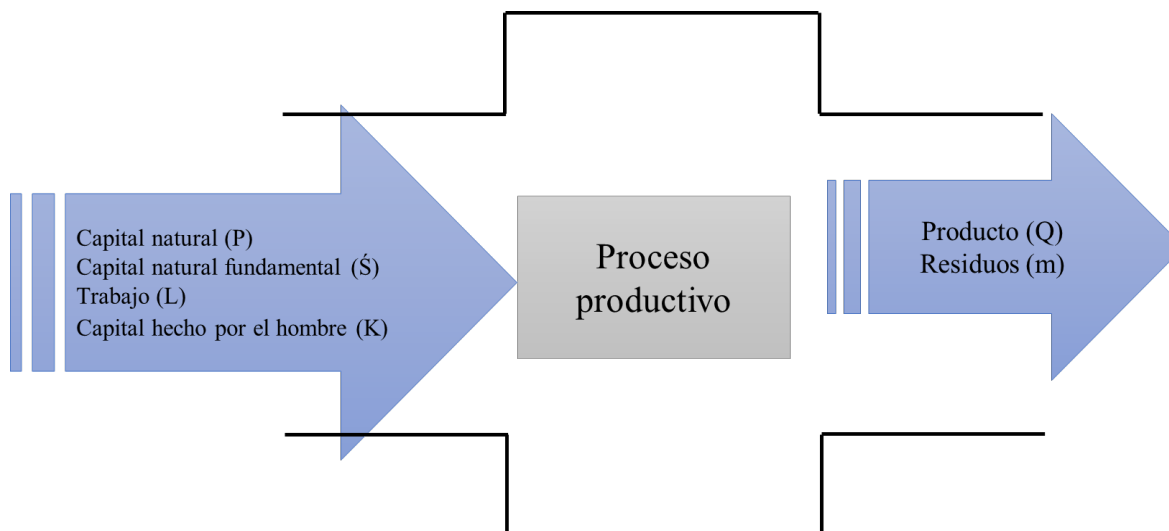 Capital natural (P)
Capital natural fundamental (Ś)
Trabajo (L)
Capital hecho por el hombre (K)
Proceso
productivo
Producto (Q)
Residuos (m)